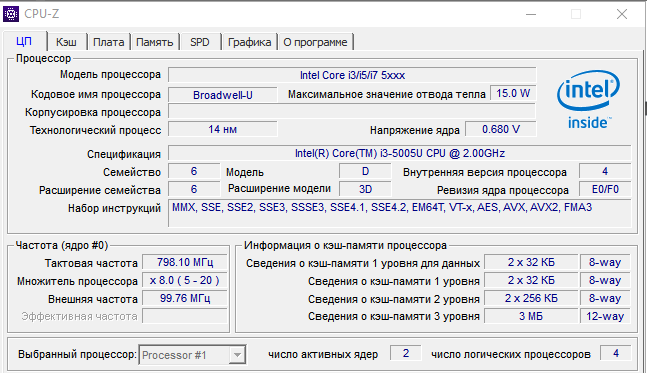 CPU-Z
ЦП Кэш Плата Память SPD Графика О программе
Процессор
Модель процессора Intel Core i3/i5/i7 5xxx
Кодовое имя процессора Broadwell-U Максимальное значение отвода тепла 15.0 W
Корпусировка процессора
Технологический процесс 14 нм Напряжение ядра 0.680 V
intel inside™
Спецификация Intel(R) Core(TM) i3-5005U CPU @ 2.00GHz
Семейство 6 Модель D Внутренняя версия процессора 4
Расширение семейства 6 Расширение модели 3D Ревизия ядра процессора E0/F0
Набор инструкций MMX, SSE, SSE2, SSE3, SSSE3, SSE4.1, SSE4.2, EM64T, VT-x, AES, AVX, AVX2, FMA3
Частота (ядро #0)
Тактовая частота 798.10 МГц
Множитель процессора x 8.0 ( 5 - 20 )
Внешняя частота 99.76 МГц
Эффективная частота
Информация о кэш-памяти процессора
Сведения о кэш-памяти 1 уровня для данных 2 x 32 КБ 8-way
Сведения о кэш-памяти 1 уровня 2 x 32 КБ 8-way
Сведения о кэш-памяти 2 уровня 2 x 256 КБ 8-way
Сведения о кэш-памяти 3 уровня 3 МБ 12-way
Выбранный процессор: Processor #1 число активных ядер 2 число логических процессоров 4